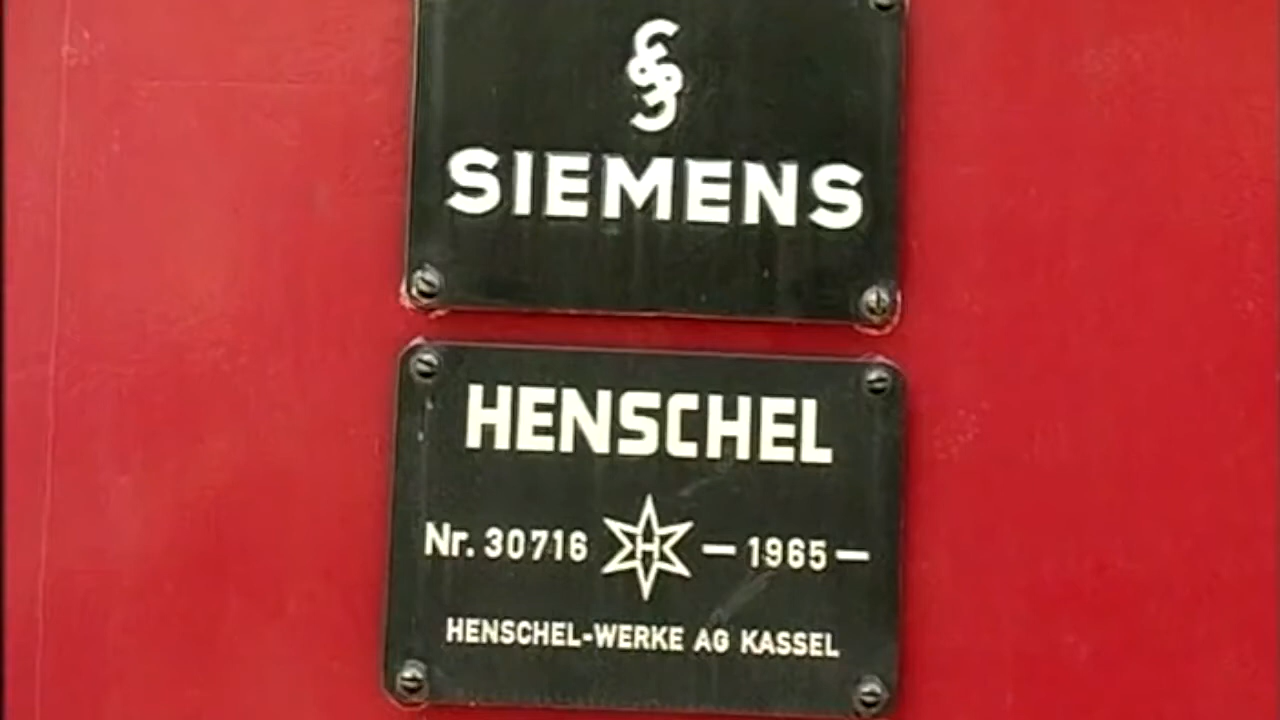 SIEMENS
HENSCHEL
Nr. 30716 H — 1965 —
HENSCHEL-WERKE AG KASSEL